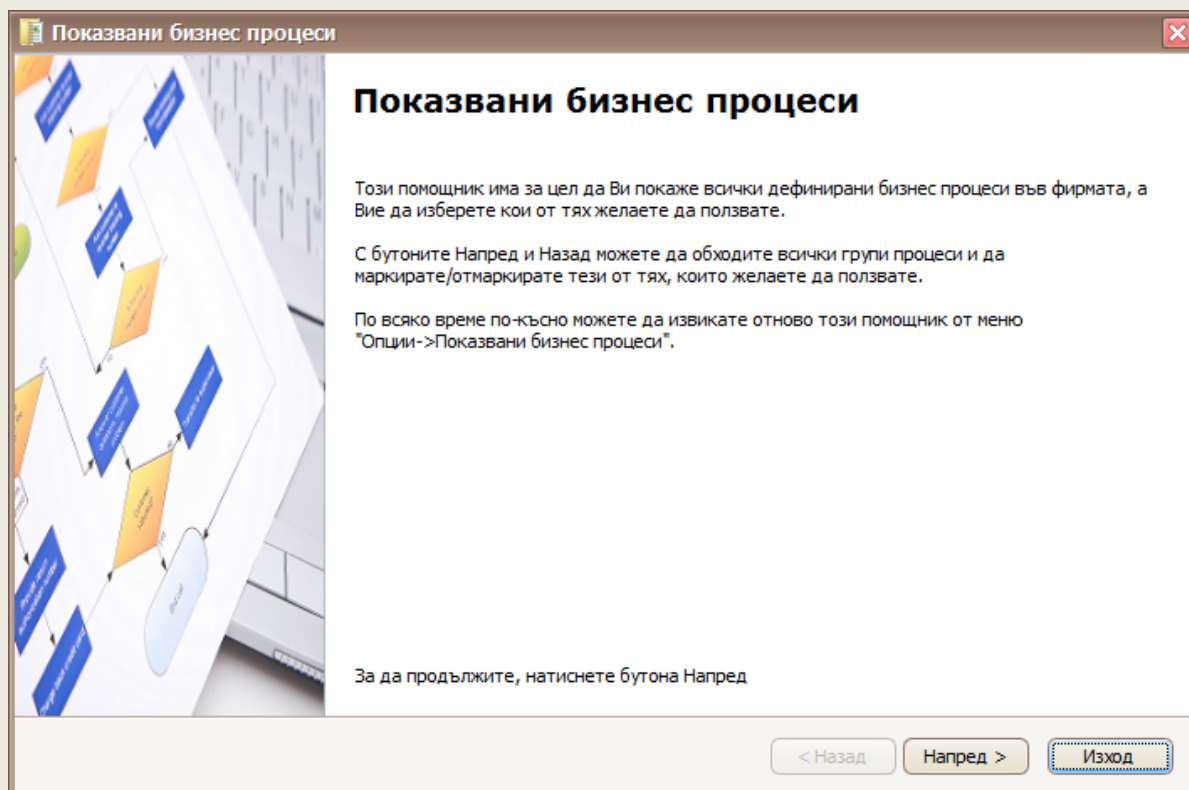 Показвани бизнес процеси
Показвани бизнес процеси
Този помощник има за цел да Ви покаже всички дефинирани бизнес процеси във фирмата, а
Вие да изберете кои от тях желаете да ползвате.
С бутоните Напред и Назад можете да обходите всички групи процеси и да
маркирате/отмаркирате тези от тях, които желаете да ползвате.
По всяко време по-късно можете да извикате отново този помощник от меню
"Опции->Показвани бизнес процеси".
За да продължите, натиснете бутона Напред
< Назад
Напред >
Изход